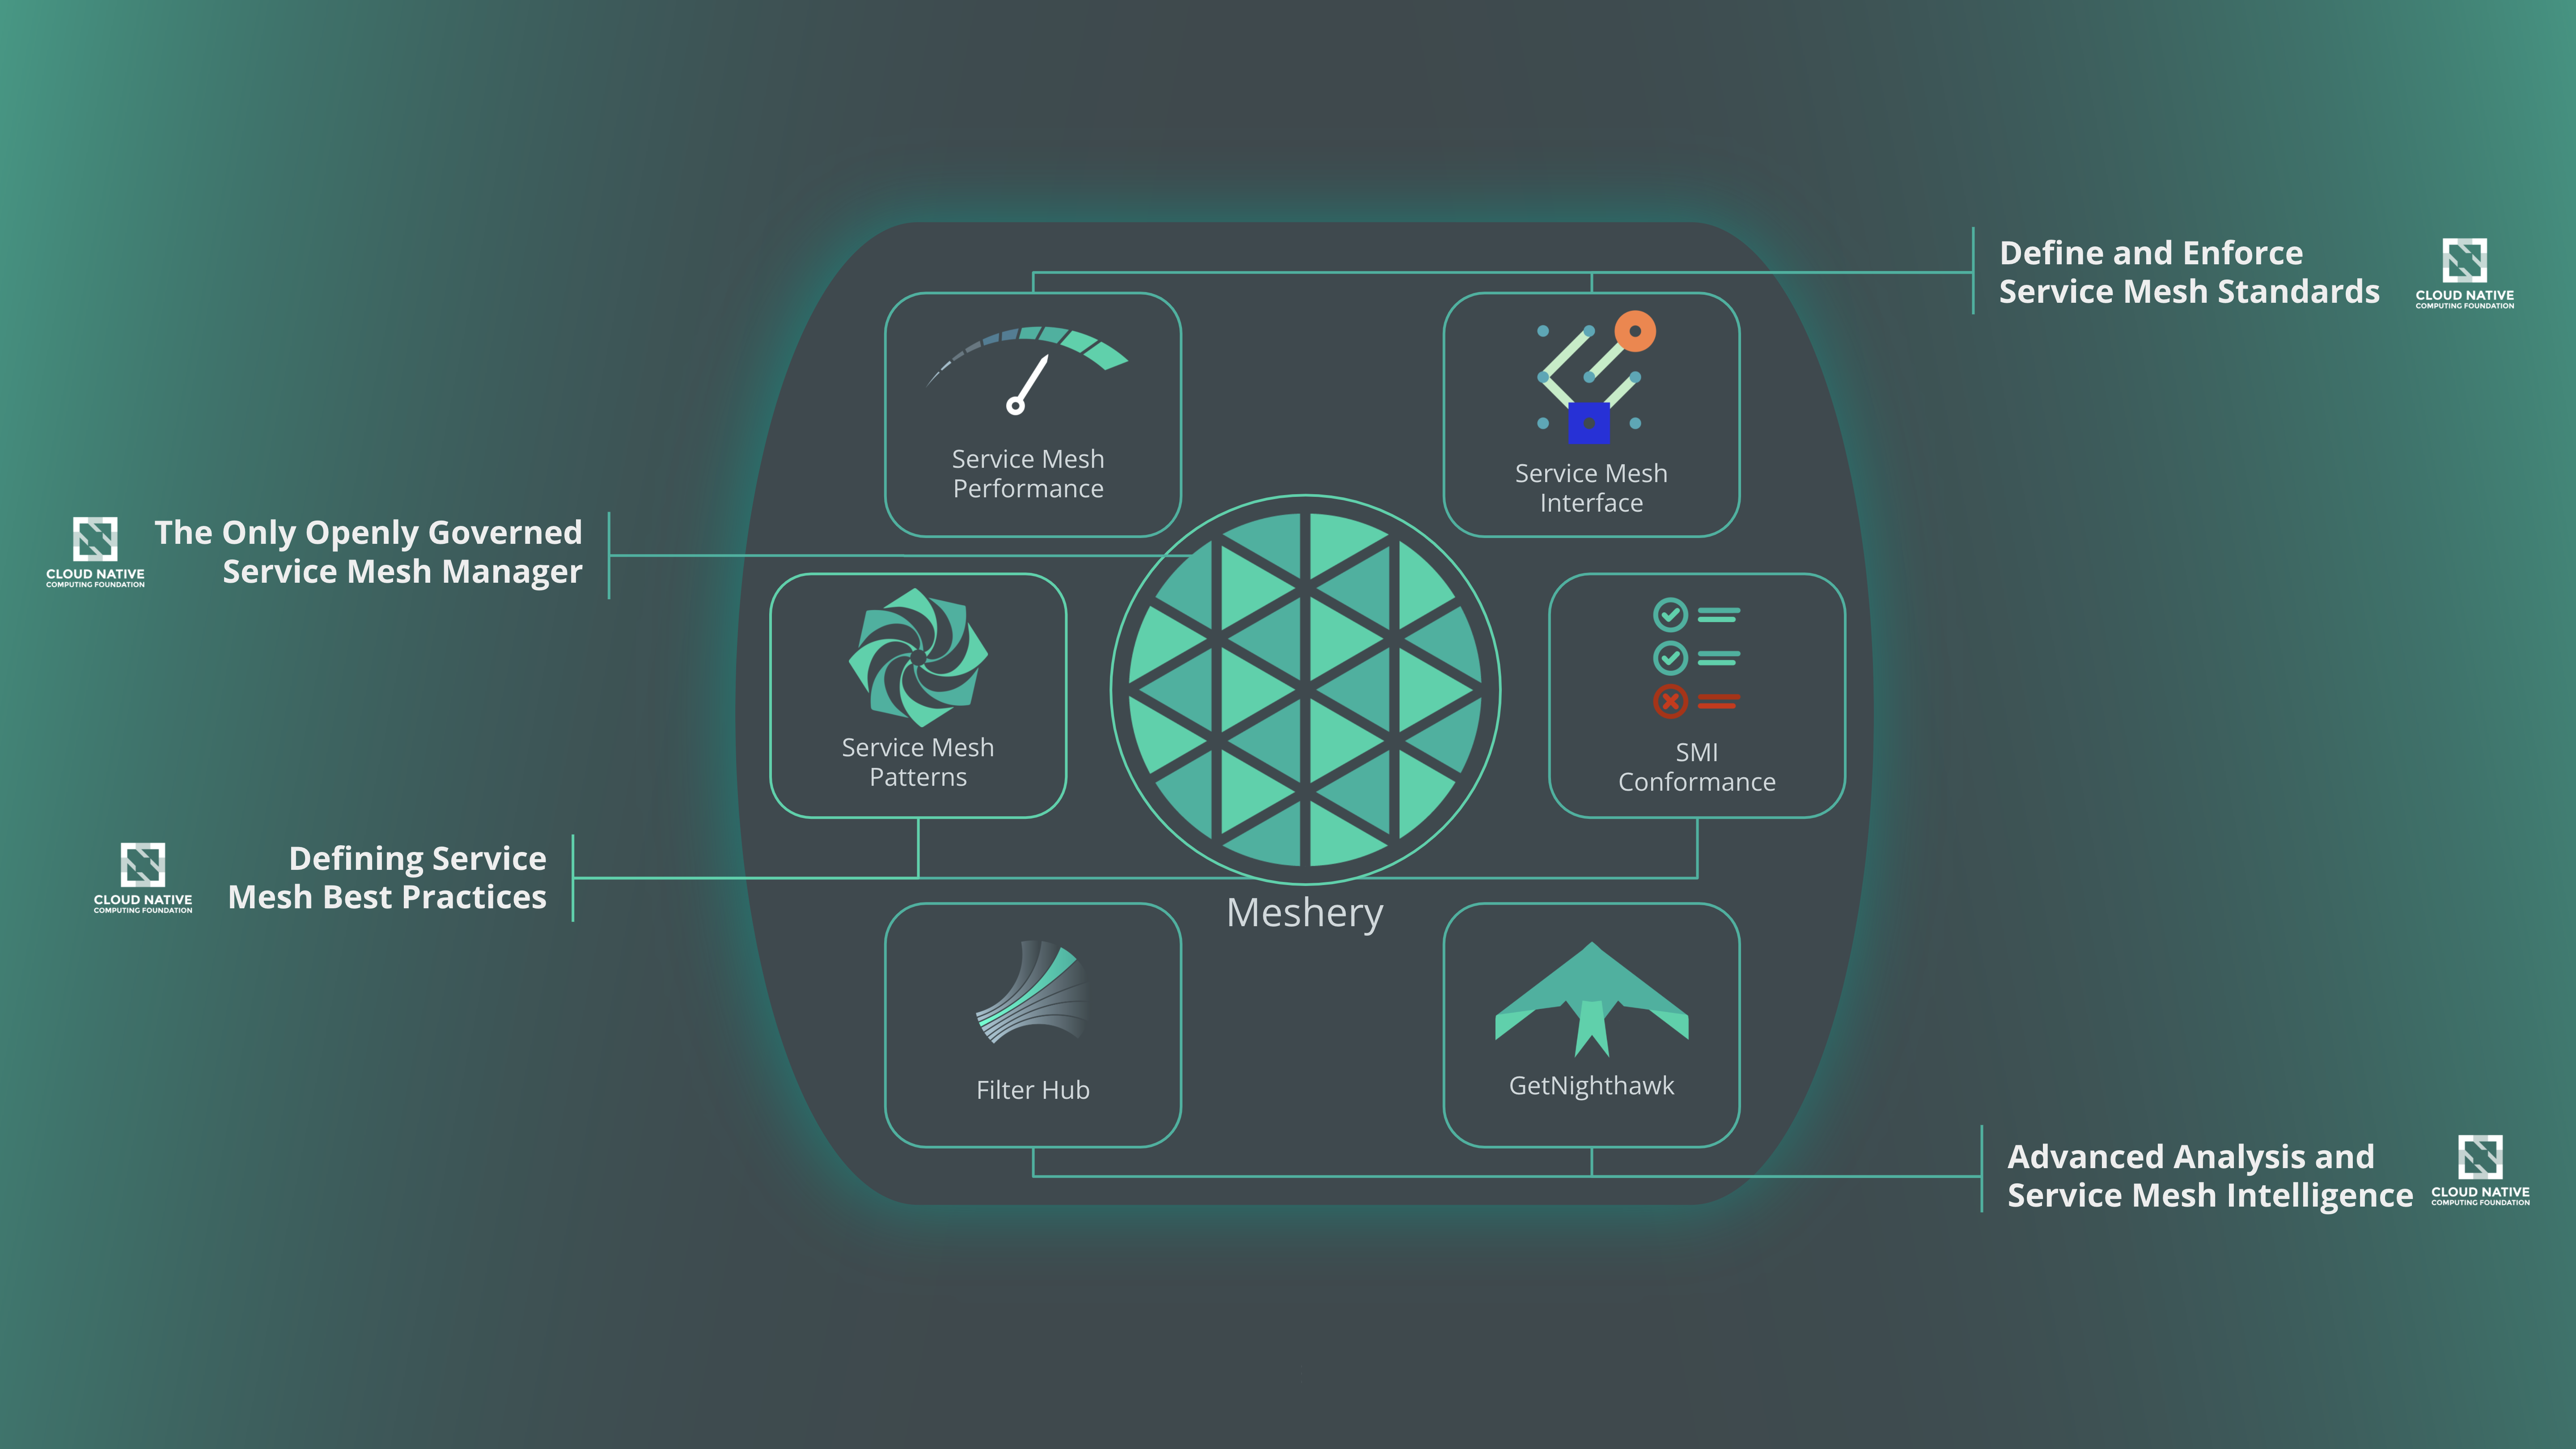 Define and Enforce
Service Mesh Standards
CLOUD NATIVE
COMPUTING FOUNDATION
Service Mesh
Performance
Service Mesh
Interface
CLOUD NATIVE
COMPUTING FOUNDATION
The Only Openly Governed
Service Mesh Manager
Service Mesh
Patterns
SMI
Conformance
CLOUD NATIVE
COMPUTING FOUNDATION
Defining Service
Mesh Best Practices
Meshery
Filter Hub
GetNighthawk
Advanced Analysis and
Service Mesh Intelligence
CLOUD NATIVE
COMPUTING FOUNDATION